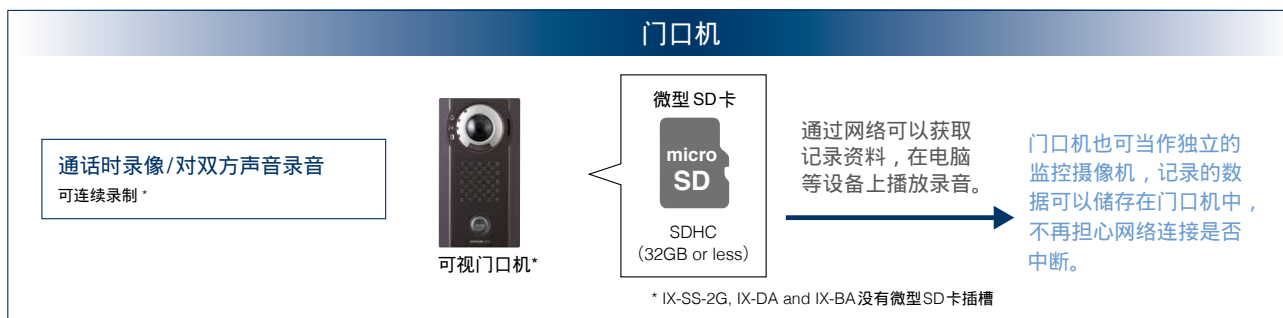 门口机
通话时录像/对双方声音录音
可连续录制 *
可视门口机*
微型 SD 卡
micro
SD
SDHC
(32GB or less)
通过网络可以获取
记录资料，在电脑
等设备上播放录音。
门口机也可当作独立的
监控摄像机，记录的数
据可以储存在门口机中，
不再担心网络连接是否
中断。
* IX-SS-2G, IX-DA and IX-BA没有微型SD卡插槽